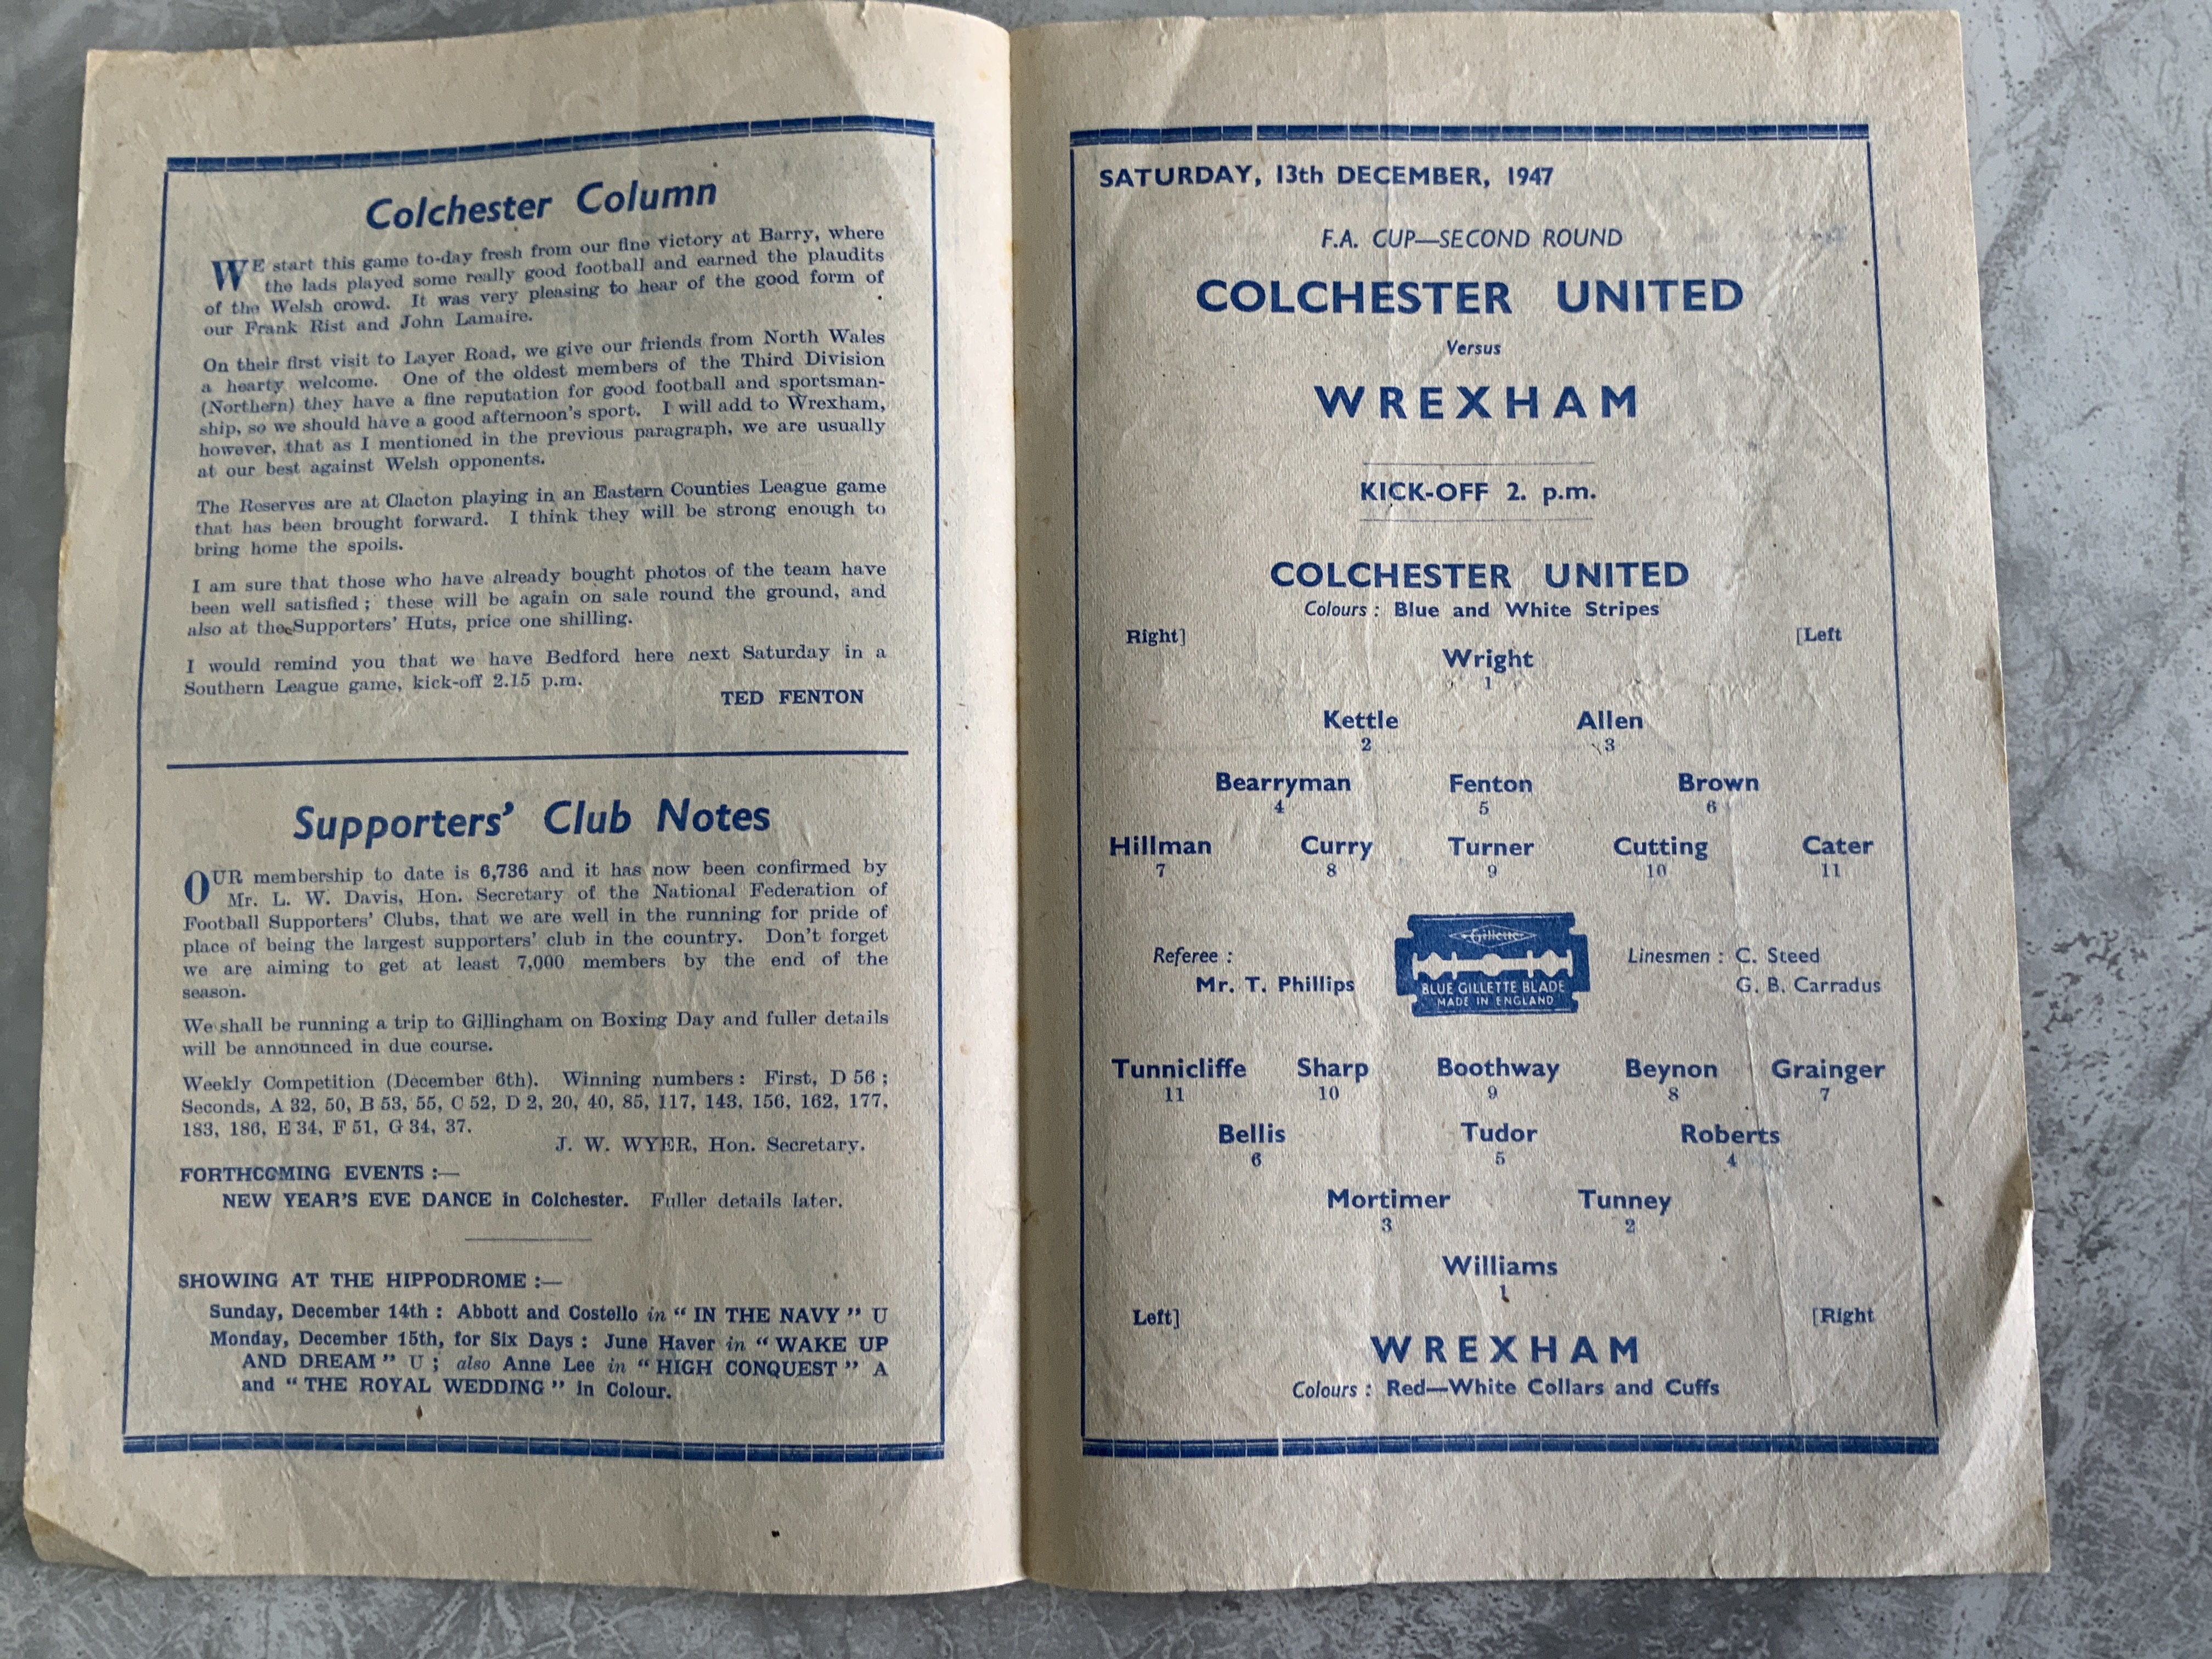 Colchester Column
WE start this game to-day fresh from our fine victory at Barry, where
the lads played some really good football and earned the plaudits
of the Welsh crowd. It was very pleasing to hear of the good form of
our Frank Rist and John Lamaire.
On their first visit to Layer Road, we give our friends from North Wales
a hearty welcome. One of the oldest members of the Third Division
(Northern) they have a fine reputation for good football and sportsman-
ship, so we should have a good afternoon's sport. I will add to Wrexham,
however, that as I mentioned in the previous paragraph, we are usually
at our best against Welsh opponents.
The Reserves are at Clacton playing in an Eastern Counties League game
that has been brought forward. I think they will be strong enough to
bring home the spoils.
I am sure that those who have already bought photos of the team have
been well satisfied; these will be again on sale round the ground, and
also at the Supporters' Huts, price one shilling.
I would remind you that we have Bedford here next Saturday in a
Southern League game, kick-off 2.15 p.m.
TED FENTON
Supporters' Club Notes
OUR membership to date is 6,736 and it has now been confirmed by
Mr. L. W. Davis, Hon. Secretary of the National Federation of
Football Supporters' Clubs, that we are well in the running for pride of
place of being the largest supporters' club in the country. Don't forget
we are aiming to get at least 7,000 members by the end of the
season.
We shall be running a trip to Gillingham on Boxing Day and fuller details
will be announced in due course.
Weekly Competition (December 6th). Winning numbers: First, D 56;
Seconds, A 32, 50, B 53, 55, C 52, D 2, 20, 40, 85, 117, 143, 156, 162, 177,
183, 186, E 34, F 51, G 34, 37.
J. W. WYER, Hon. Secretary.
FORTHCOMING EVENTS :—
NEW YEAR'S EVE DANCE in Colchester. Fuller details later.
SHOWING AT THE HIPPODROME :—
Sunday, December 14th : Abbott and Costello in " IN THE NAVY " U
Monday, December 15th, for Six Days : June Haver in " WAKE UP
AND DREAM " U ; also Anne Lee in " HIGH CONQUEST " A
and " THE ROYAL WEDDING " in Colour.
SATURDAY, 13th DECEMBER, 1947
F.A. CUP—SECOND ROUND
COLCHESTER UNITED
Versus
WREXHAM
KICK-OFF 2. p.m.
COLCHESTER UNITED
Colours : Blue and White Stripes
Right] [Left
Wright
1
Kettle Allen
2 3
Bearryman Fenton Brown
4 5 6
Hillman Curry Turner Cutting Cater
7 8 9 10 11
Referee :
Mr. T. Phillips
Gillette
BLUE GILLETTE BLADE
MADE IN ENGLAND
Linesmen : C. Steed
G. B. Carradus
Tunnicliffe Sharp Boothway Beynon Grainger
11 10 9 8 7
Bellis Tudor Roberts
6 5 4
Mortimer Tunney
3 2
Williams
1
Left] [Right
WREXHAM
Colours : Red—White Collars and Cuffs